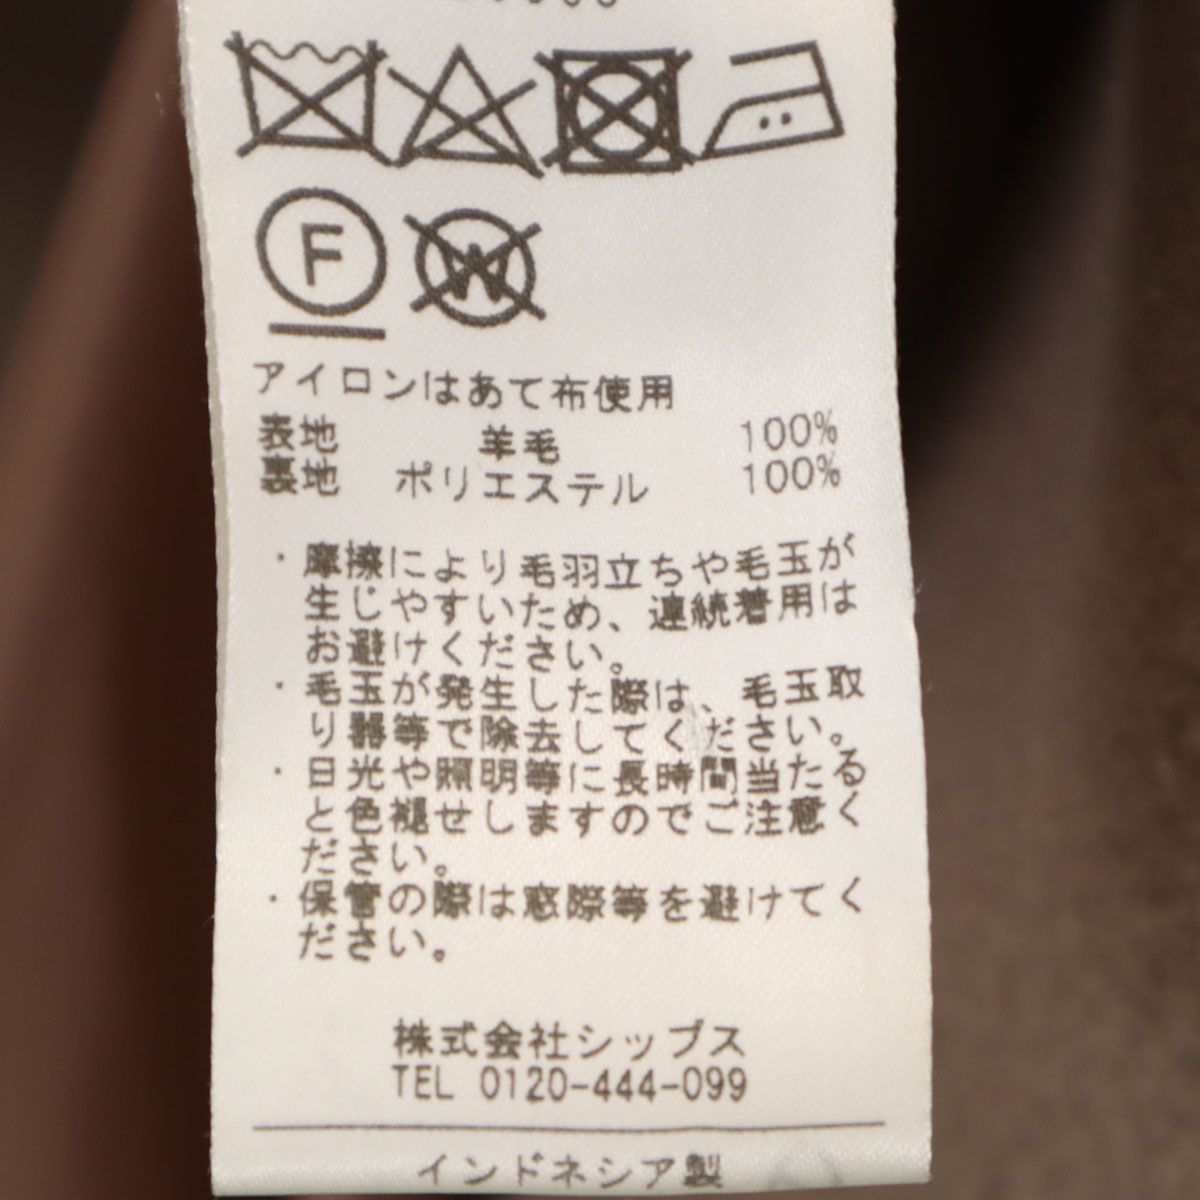 F
W
アイロンはあて布使用
表地 羊毛 100%
裏地 ポリエステル 100%
・摩擦により毛羽立ちや毛玉が
生じやすいため、連続着用は
お避けください。
・毛玉が発生した際は、毛玉取
り器等で除去してください。
・日光や照明等に長時間当たる
と色褪せしますのでご注意く
ださい。
・保管の際は窓際等を避けてく
ださい。
株式会社シップス
TEL 0120-444-099
インドネシア製